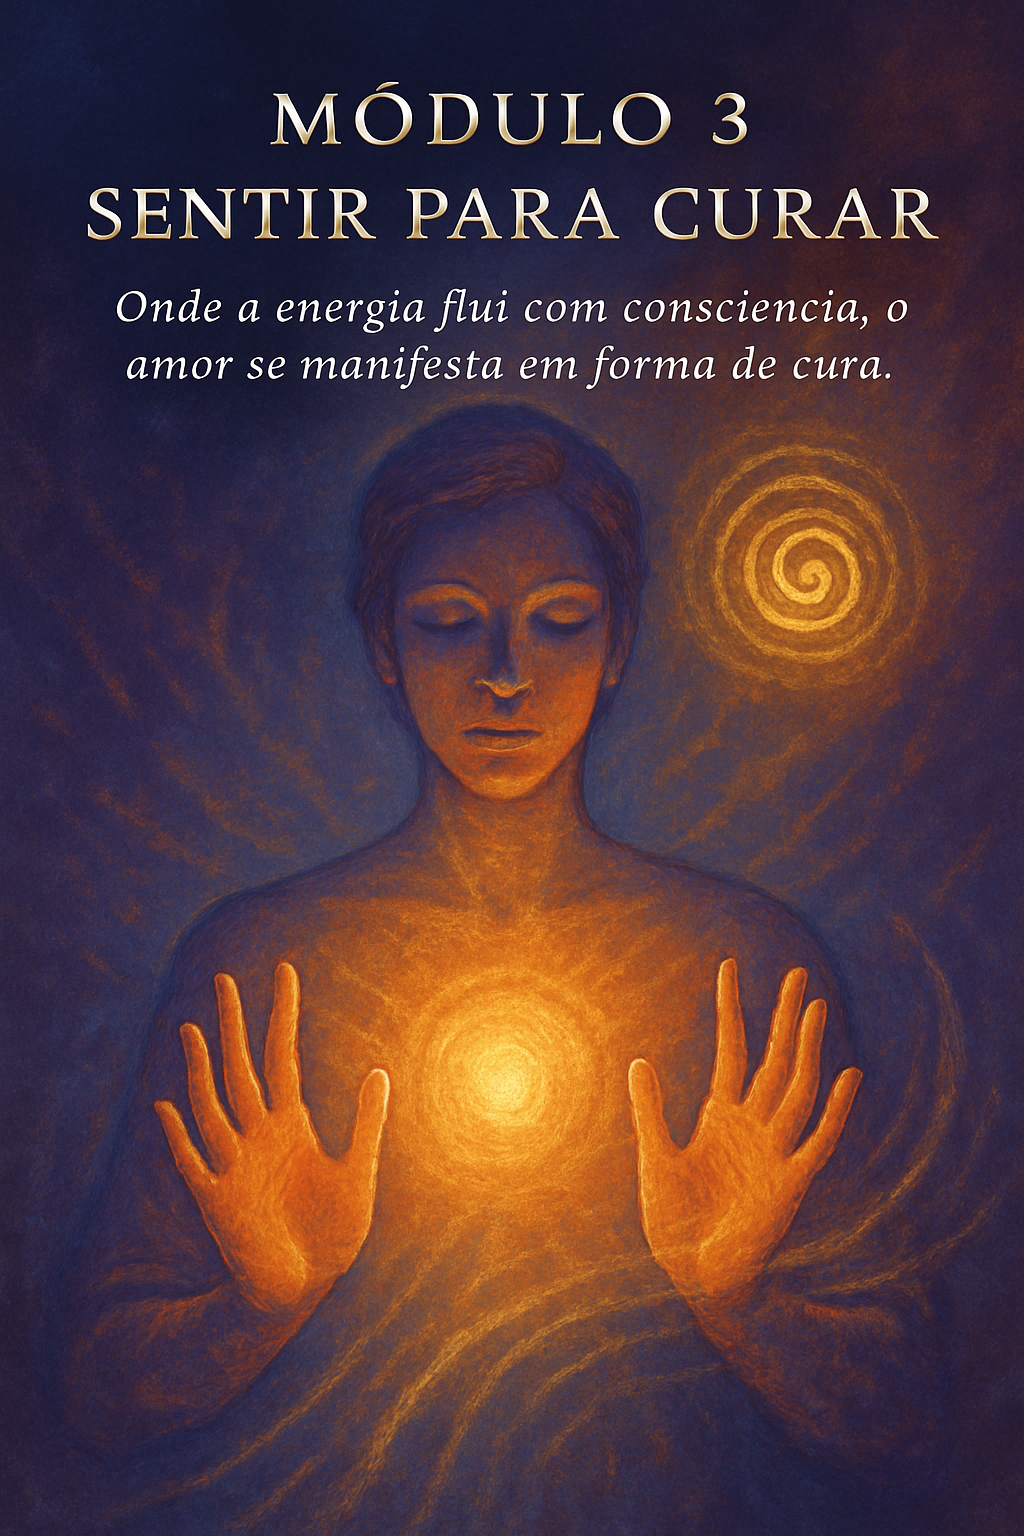 MÓDULO 3
SENTIR PARA CURAR
Onde a energia flui com consciencia, o
amor se manifesta em forma de cura.